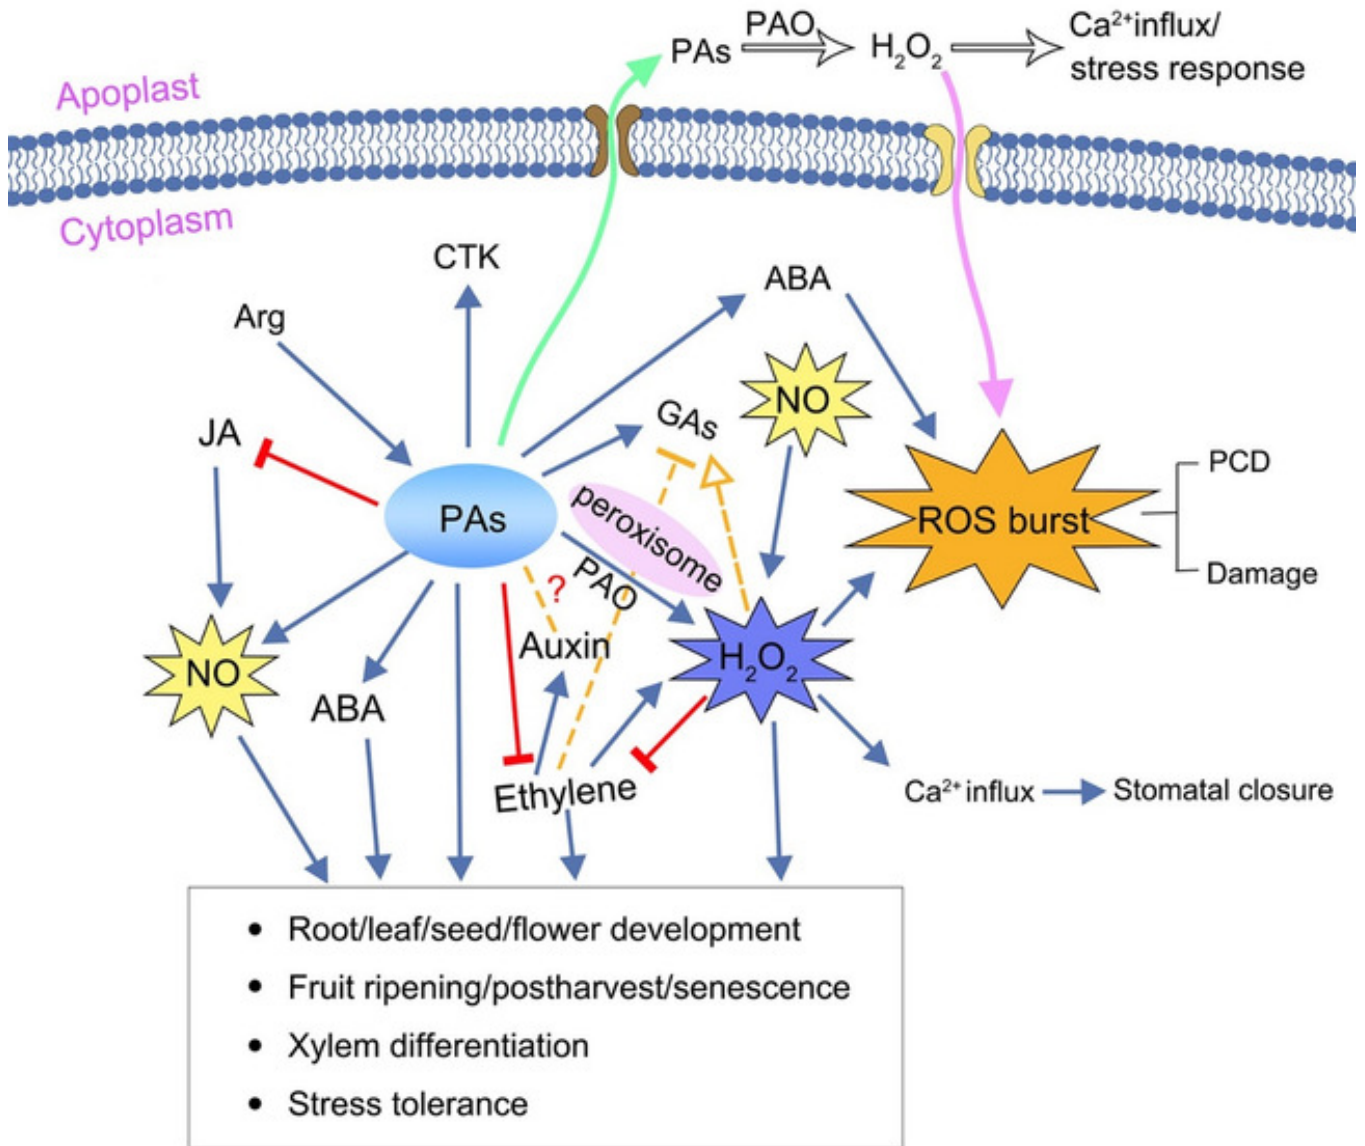 PAO
Ca²⁺influx/
PAs
H₂O₂
stress response
Apoplast
Cytoplasm
CTK
ABA
Arg
NO
GAs
JA
PCD
peroxisome
PAs
ROS burst
?
PAO
Damage
Auxin
H₂O₂
NO
ABA
Ethylene
Ca²⁺ influx
Stomatal closure
• Root/leaf/seed/flower development
• Fruit ripening/postharvest/senescence
• Xylem differentiation
• Stress tolerance